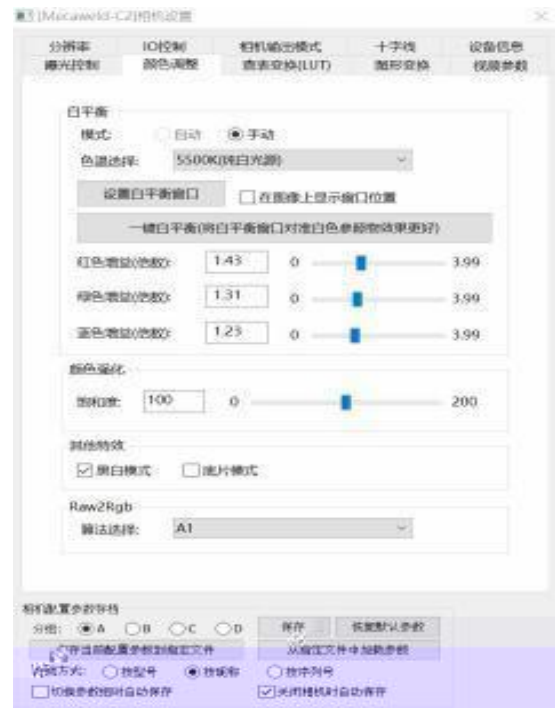 [Mecaweld-C2]相机设置
分辨率 IO控制 相机输出模式 十字线 设备信息
曝光控制 颜色调整 查表变换(LUT) 图形变换 视频参数
白平衡
模式: 自动 手动
色温选择: 5500K(纯白光源)
设置白平衡窗口 在图像上显示窗口位置
一键白平衡(将白平衡窗口对准白色参照物效果更好)
红色增益(倍数): 1.43 0 3.99
绿色增益(倍数): 1.31 0 3.99
蓝色增益(倍数): 1.23 0 3.99
颜色强化
饱和度: 100 0 200
其他特效
黑白模式 底片模式
Raw2Rgb
算法选择: A1
相机配置参数存档
分组: A B C D 保存 恢复默认参数
存当前配置参数到指定文件 从指定文件中加载参数
方式: 按型号 按昵称 按序列号
切换参数组时自动保存 关闭相机时自动保存